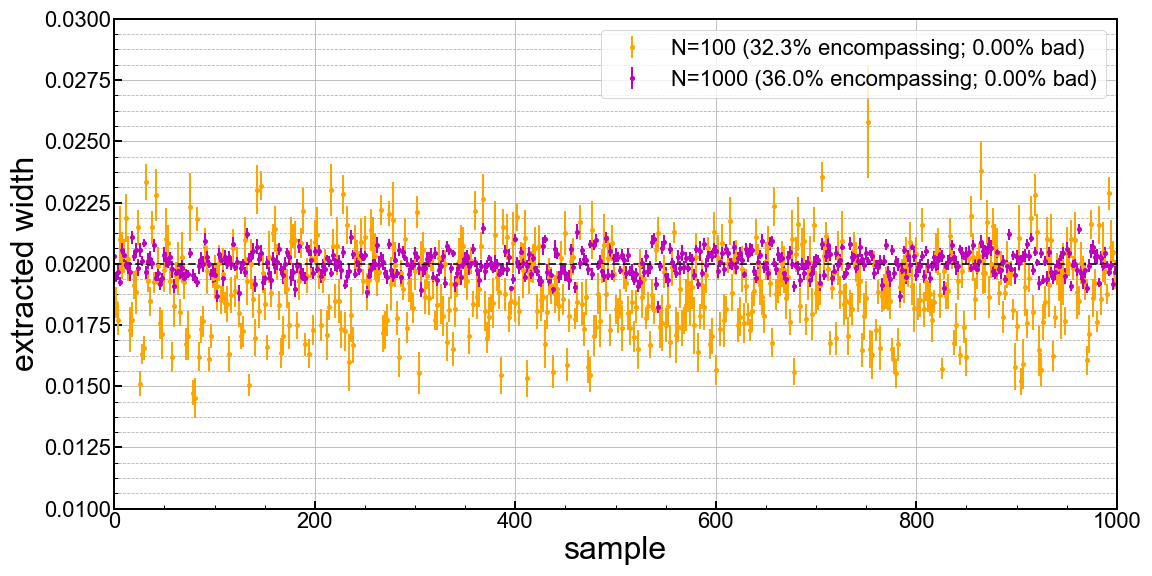 0.0300
0.0275
0.0250
0.0225
0.0200
0.0175
0.0150
0.0125
0.0100
extracted width
N=100 (32.3% encompassing; 0.00% bad)
N=1000 (36.0% encompassing; 0.00% bad)
0 200 400 600 800 1000
sample